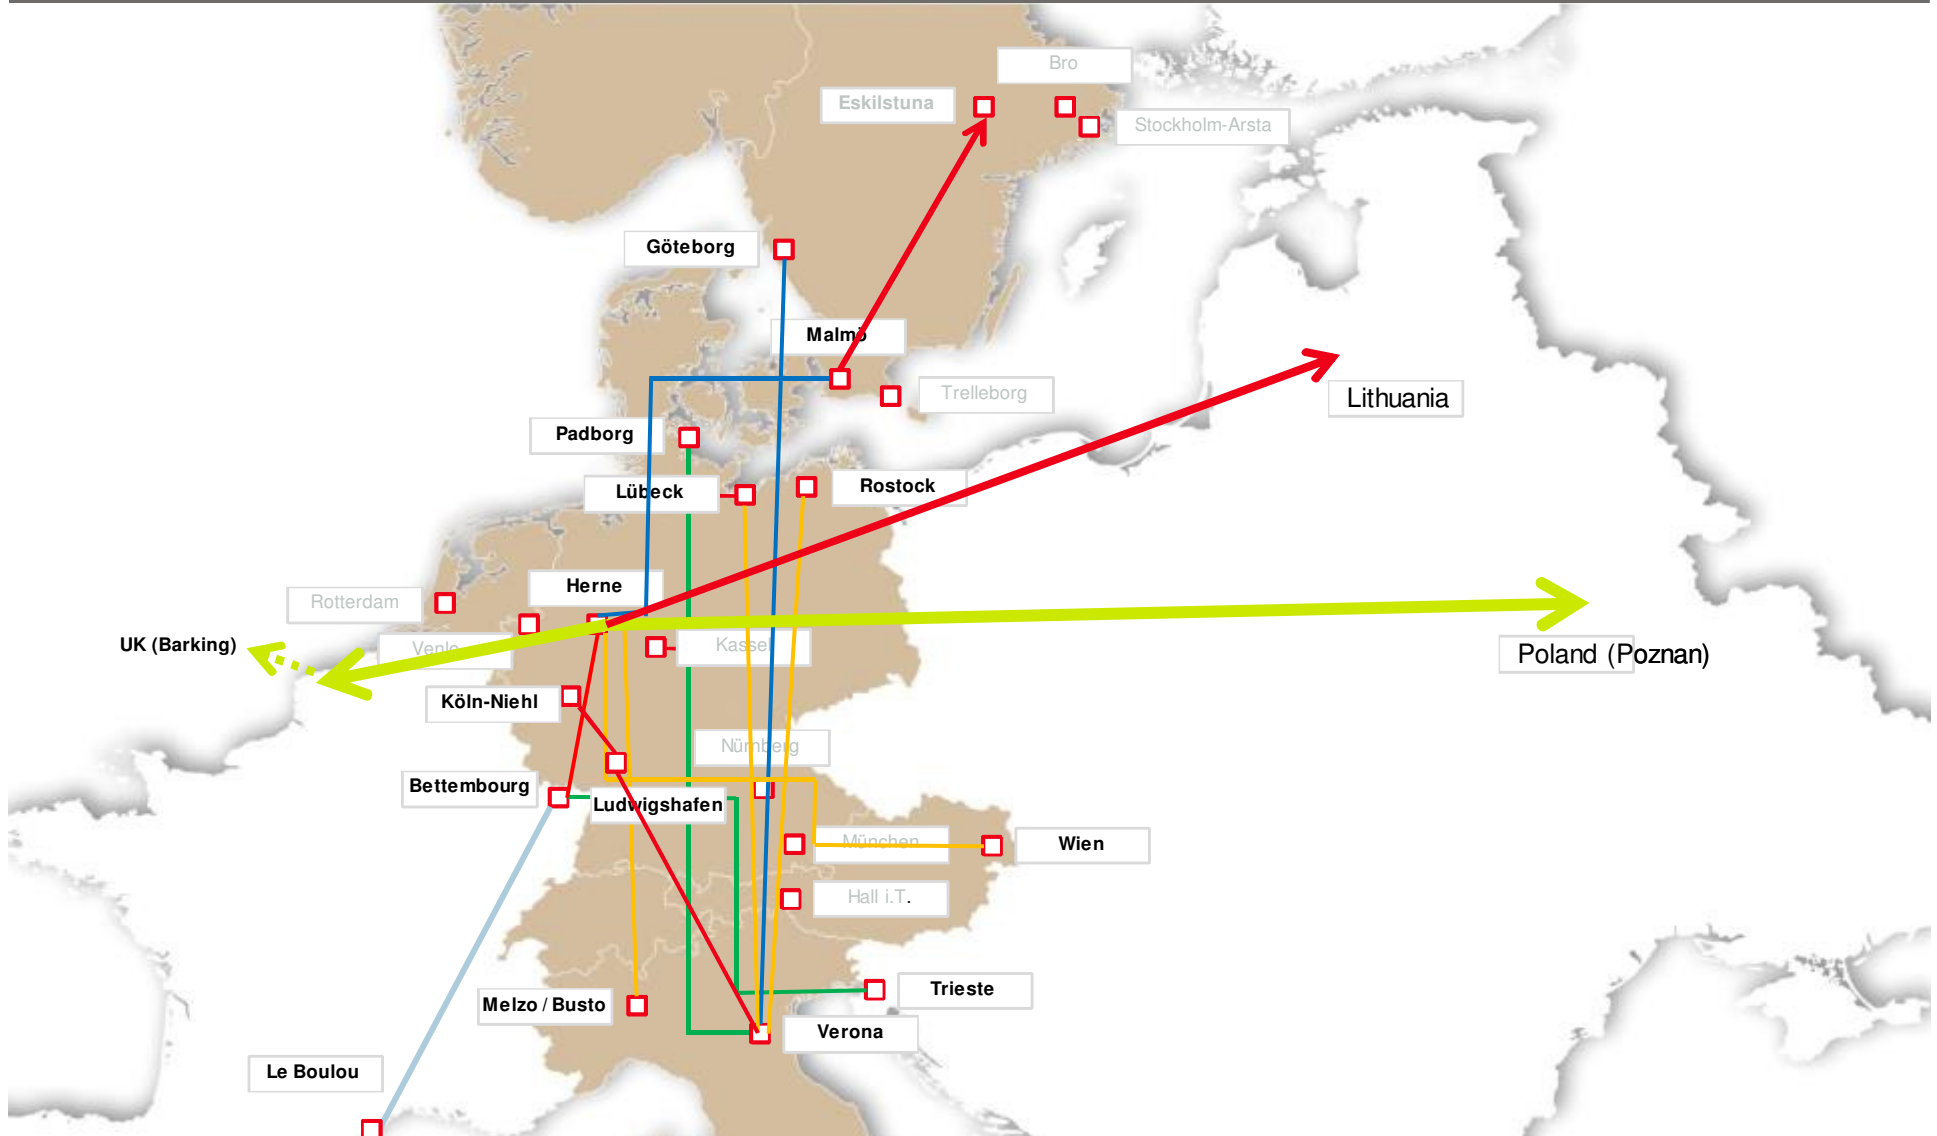 Bro
Eskilstuna
Stockholm-Arsta
Göteborg
Malmö
Trelleborg
Lithuania
Padborg
Lübeck
Rostock
Herne
Rotterdam
UK (Barking)
Venlo
Kassel
Poland (Poznan)
Köln-Niehl
Nürnberg
Bettembourg
Ludwigshafen
München
Wien
Hall i.T.
Trieste
Melzo / Busto
Verona
Le Boulou